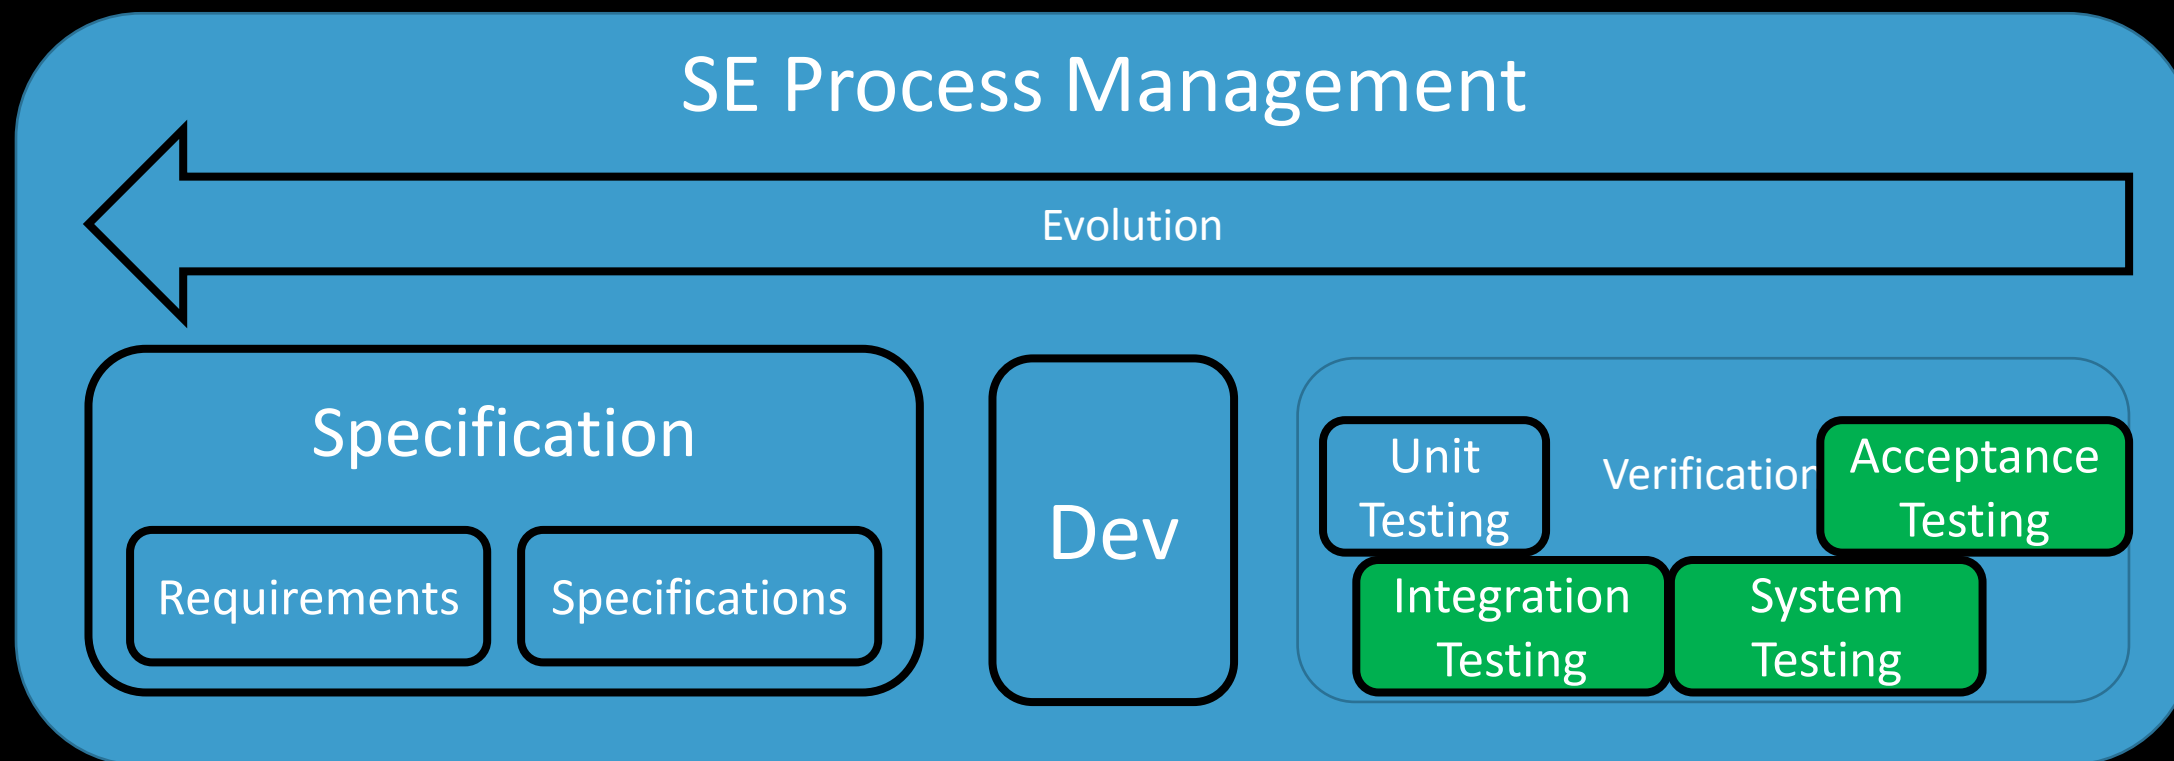 SE Process Management
Evolution
Specification
Requirements
Specifications
Dev
Unit
Testing
Verification
Acceptance
Testing
Integration
Testing
System
Testing